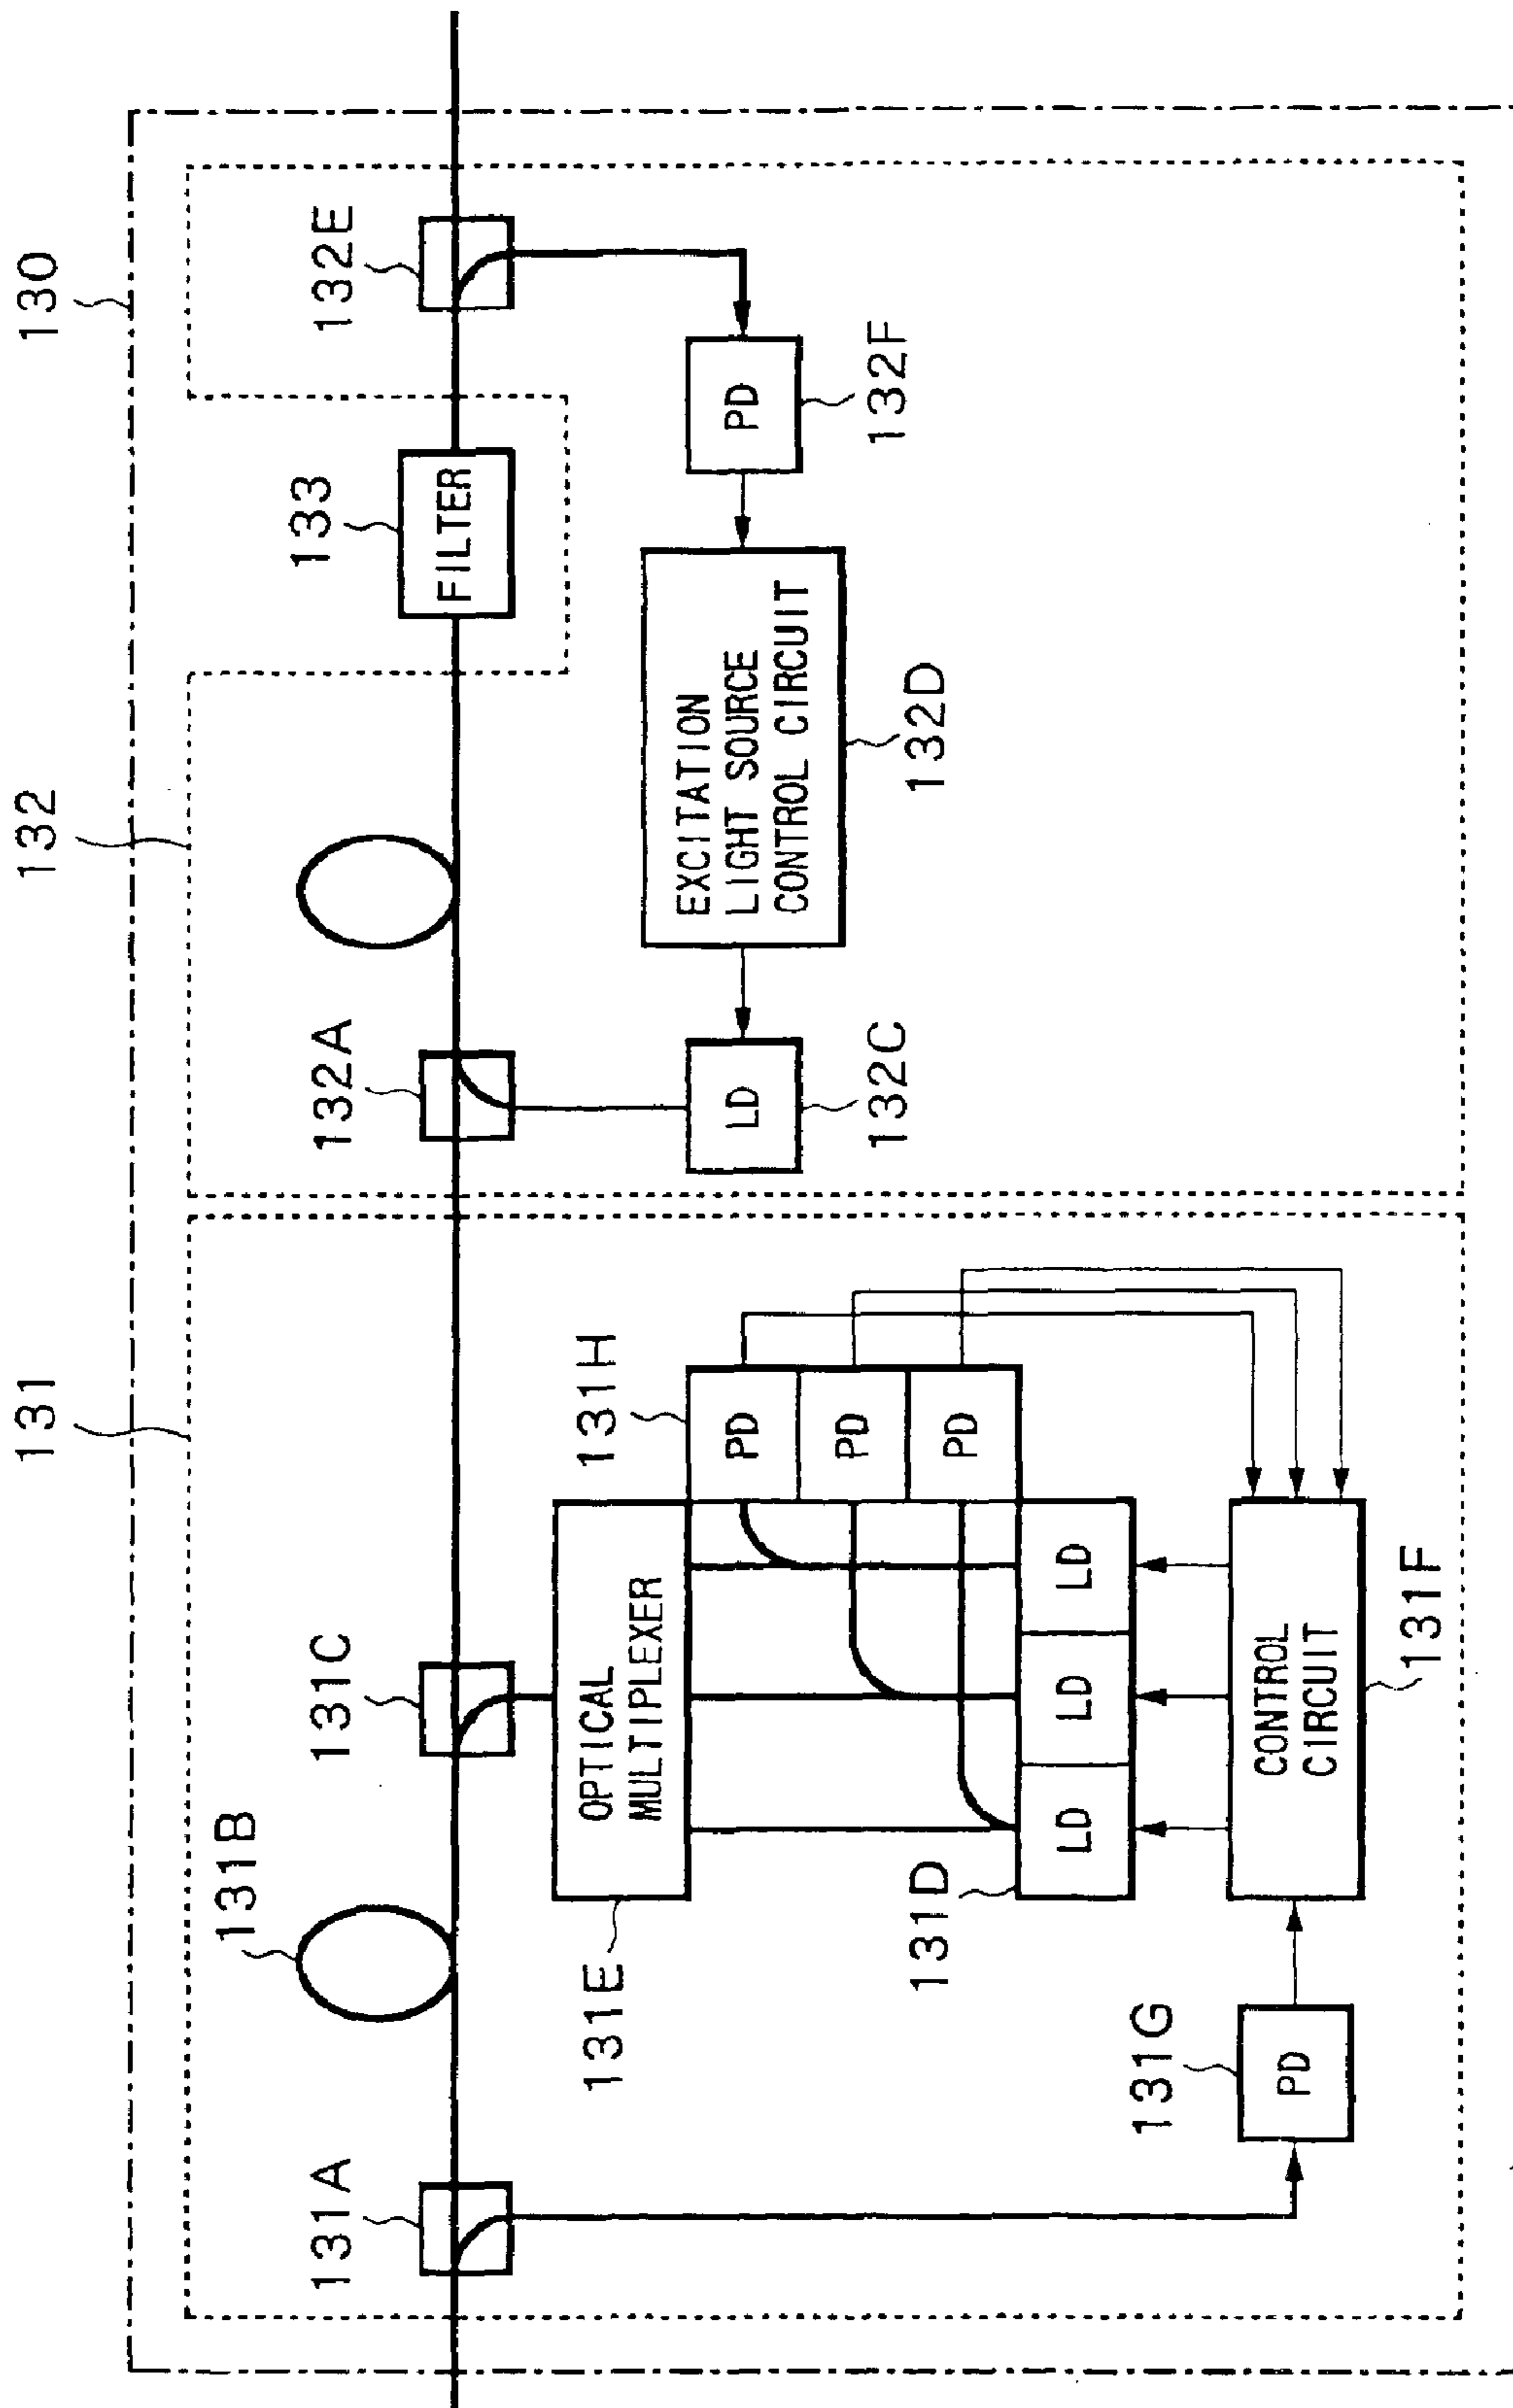 130
131
132
131B
131A
131C
132A
133
132E
FILTER
131E
OPTICAL
MULTIPLEXER
131H
PD
PD
PD
131D
LD
LD
LD
131G
PD
CONTROL
CIRCUIT
131F
LD
132C
EXCITATION
LIGHT SOURCE
CONTROL CIRCUIT
132D
PD
132F